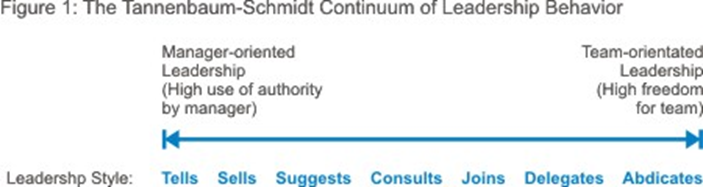 Figure 1: The Tannenbaum-Schmidt Continuum of Leadership Behavior
Manager-oriented
Leadership
(High use of authority
by manager)
Team-orientated
Leadership
(High freedom
for team)
Leadershp Style: Tells Sells Suggests Consults Joins Delegates Abdicates